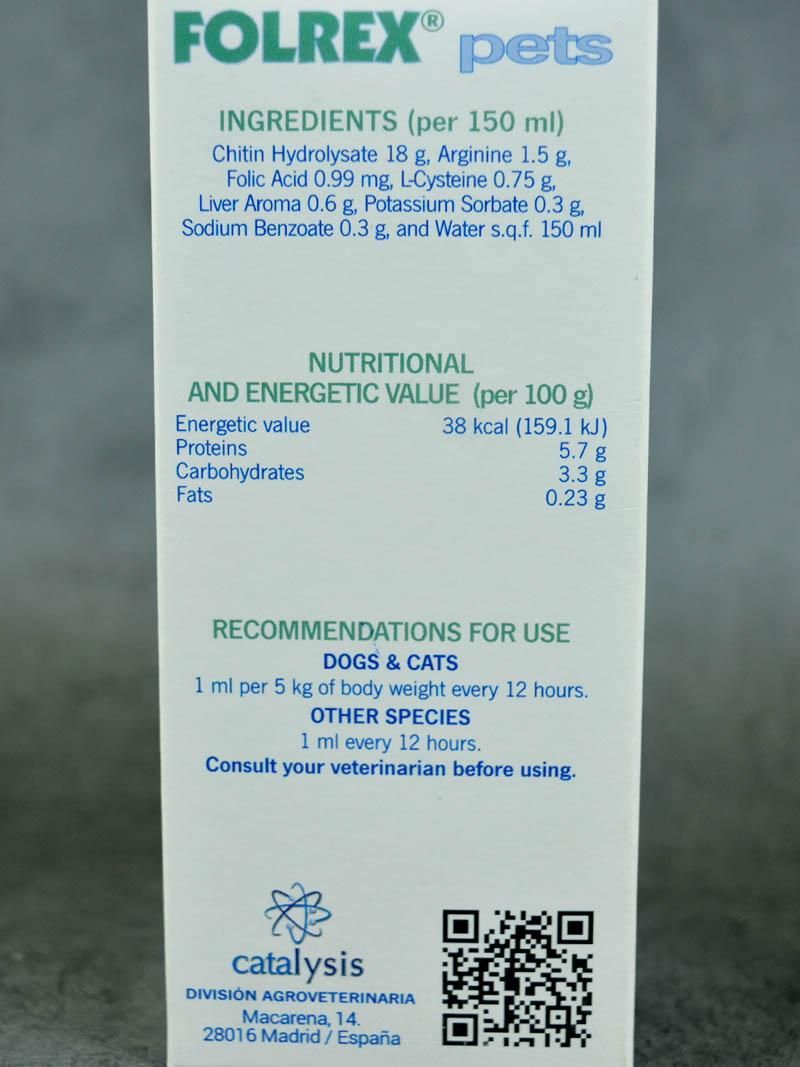 FOLREX® pets
INGREDIENTS (per 150 ml)
Chitin Hydrolysate 18 g, Arginine 1.5 g,
Folic Acid 0.99 mg, L-Cysteine 0.75 g,
Liver Aroma 0.6 g, Potassium Sorbate 0.3 g,
Sodium Benzoate 0.3 g, and Water s.q.f. 150 ml
NUTRITIONAL
AND ENERGETIC VALUE (per 100 g)
Energetic value 38 kcal (159.1 kJ)
Proteins 5.7 g
Carbohydrates 3.3 g
Fats 0.23 g
RECOMMENDATIONS FOR USE
DOGS & CATS
1 ml per 5 kg of body weight every 12 hours.
OTHER SPECIES
1 ml every 12 hours.
Consult your veterinarian before using.
catalysis
DIVISIÓN AGROVETERINARIA
Macarena, 14.
28016 Madrid / España